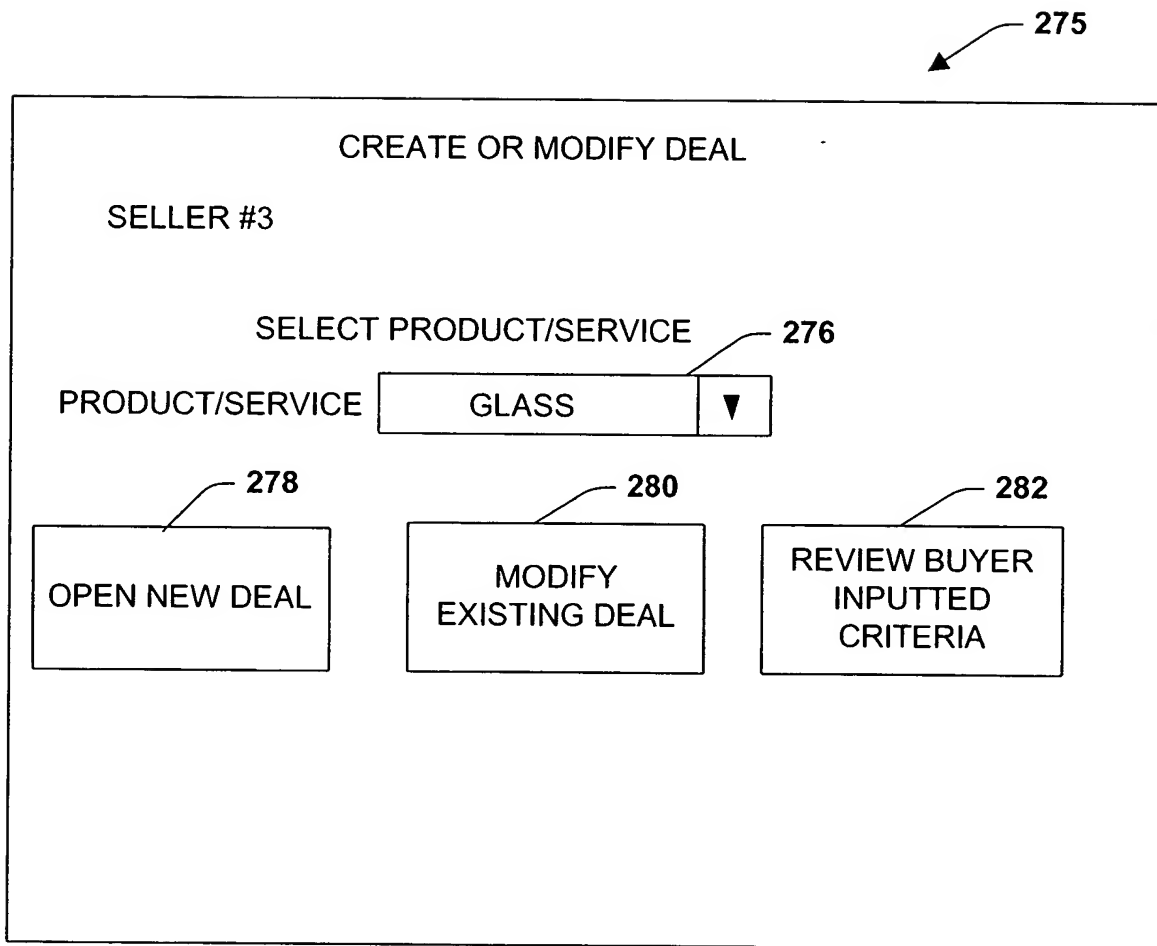 275
CREATE OR MODIFY DEAL
SELLER #3
SELECT PRODUCT/SERVICE
276
PRODUCT/SERVICE
GLASS
278
280
282
OPEN NEW DEAL
MODIFY
EXISTING DEAL
REVIEW BUYER
INPUTTED
CRITERIA